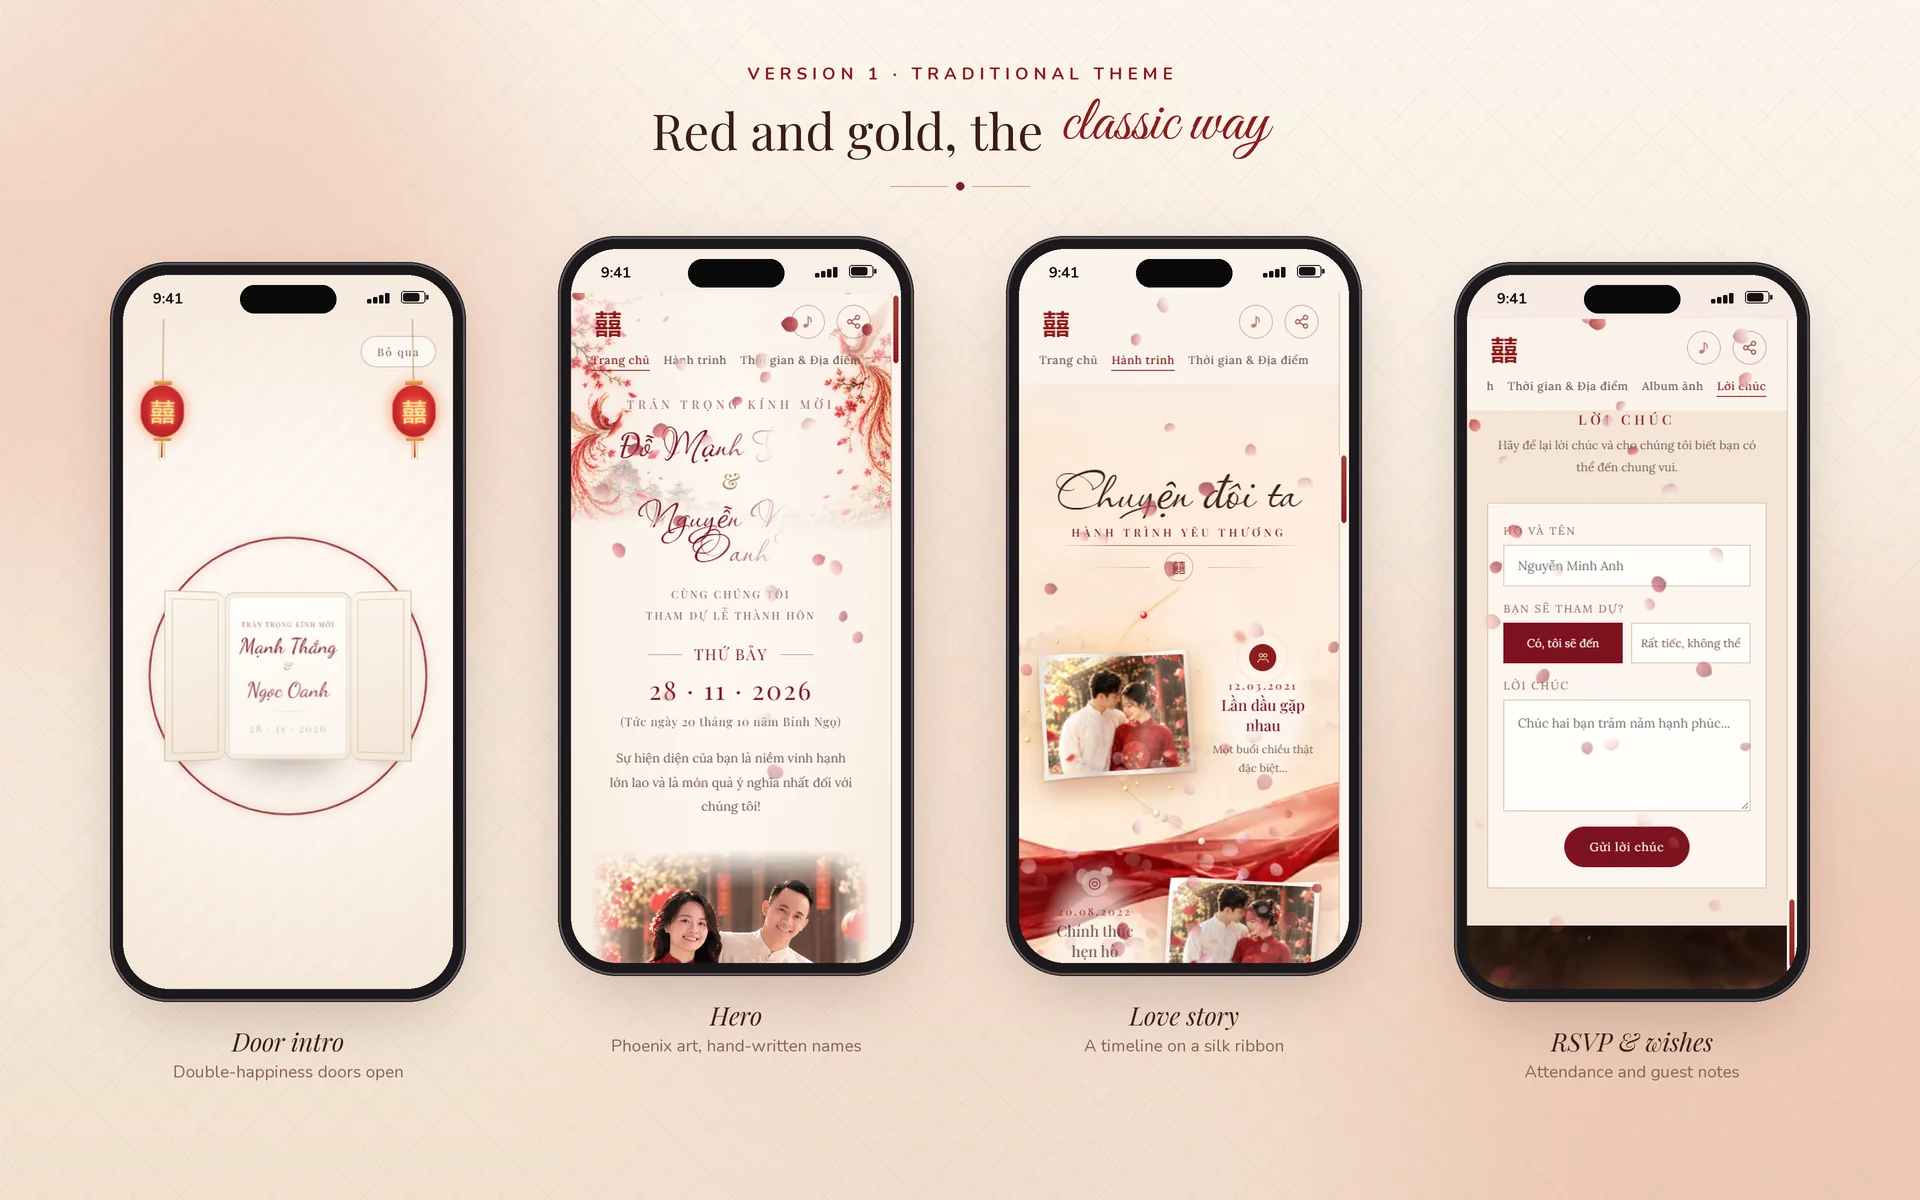 VERSION 1 · TRADITIONAL THEME
Red and gold, the classic way
9:41
Bỏ qua
囍
囍
TRÂN TRỌNG KÍNH MỜI
Mạnh Thắng
&
Ngọc Oanh
28 · 11 · 2026
Door intro
Double-happiness doors open
9:41
囍
Trang chủ Hành trình Thời gian & Địa điểm
TRÂN TRỌNG KÍNH MỜI
Đỗ Mạnh T
&
Nguyễn N
Oanh
CÙNG CHÚNG TÔI
THAM DỰ LỄ THÀNH HÔN
THỨ BẢY
28 · 11 · 2026
(Tức ngày 20 tháng 10 năm Bính Ngọ)
Sự hiện diện của bạn là niềm vinh hạnh
lớn lao và là món quà ý nghĩa nhất đối với
chúng tôi!
Hero
Phoenix art, hand-written names
9:41
囍
Trang chủ Hành trình Thời gian & Địa điểm
Chuyện đôi ta
HÀNH TRÌNH YÊU THƯƠNG
囍
12.03.2021
Lần đầu gặp
nhau
Một buổi chiều thật
đặc biệt...
20.08.2022
Chính thức
hẹn hò
Love story
A timeline on a silk ribbon
9:41
囍
h Thời gian & Địa điểm Album ảnh Lời chúc
LỜI CHÚC
Hãy để lại lời chúc và cho chúng tôi biết bạn có
thể đến chung vui.
HỌ VÀ TÊN
Nguyễn Minh Anh
BẠN SẼ THAM DỰ?
Có, tôi sẽ đến
Rất tiếc, không thể
LỜI CHÚC
Chúc hai bạn trăm năm hạnh phúc...
Gửi lời chúc
RSVP & wishes
Attendance and guest notes